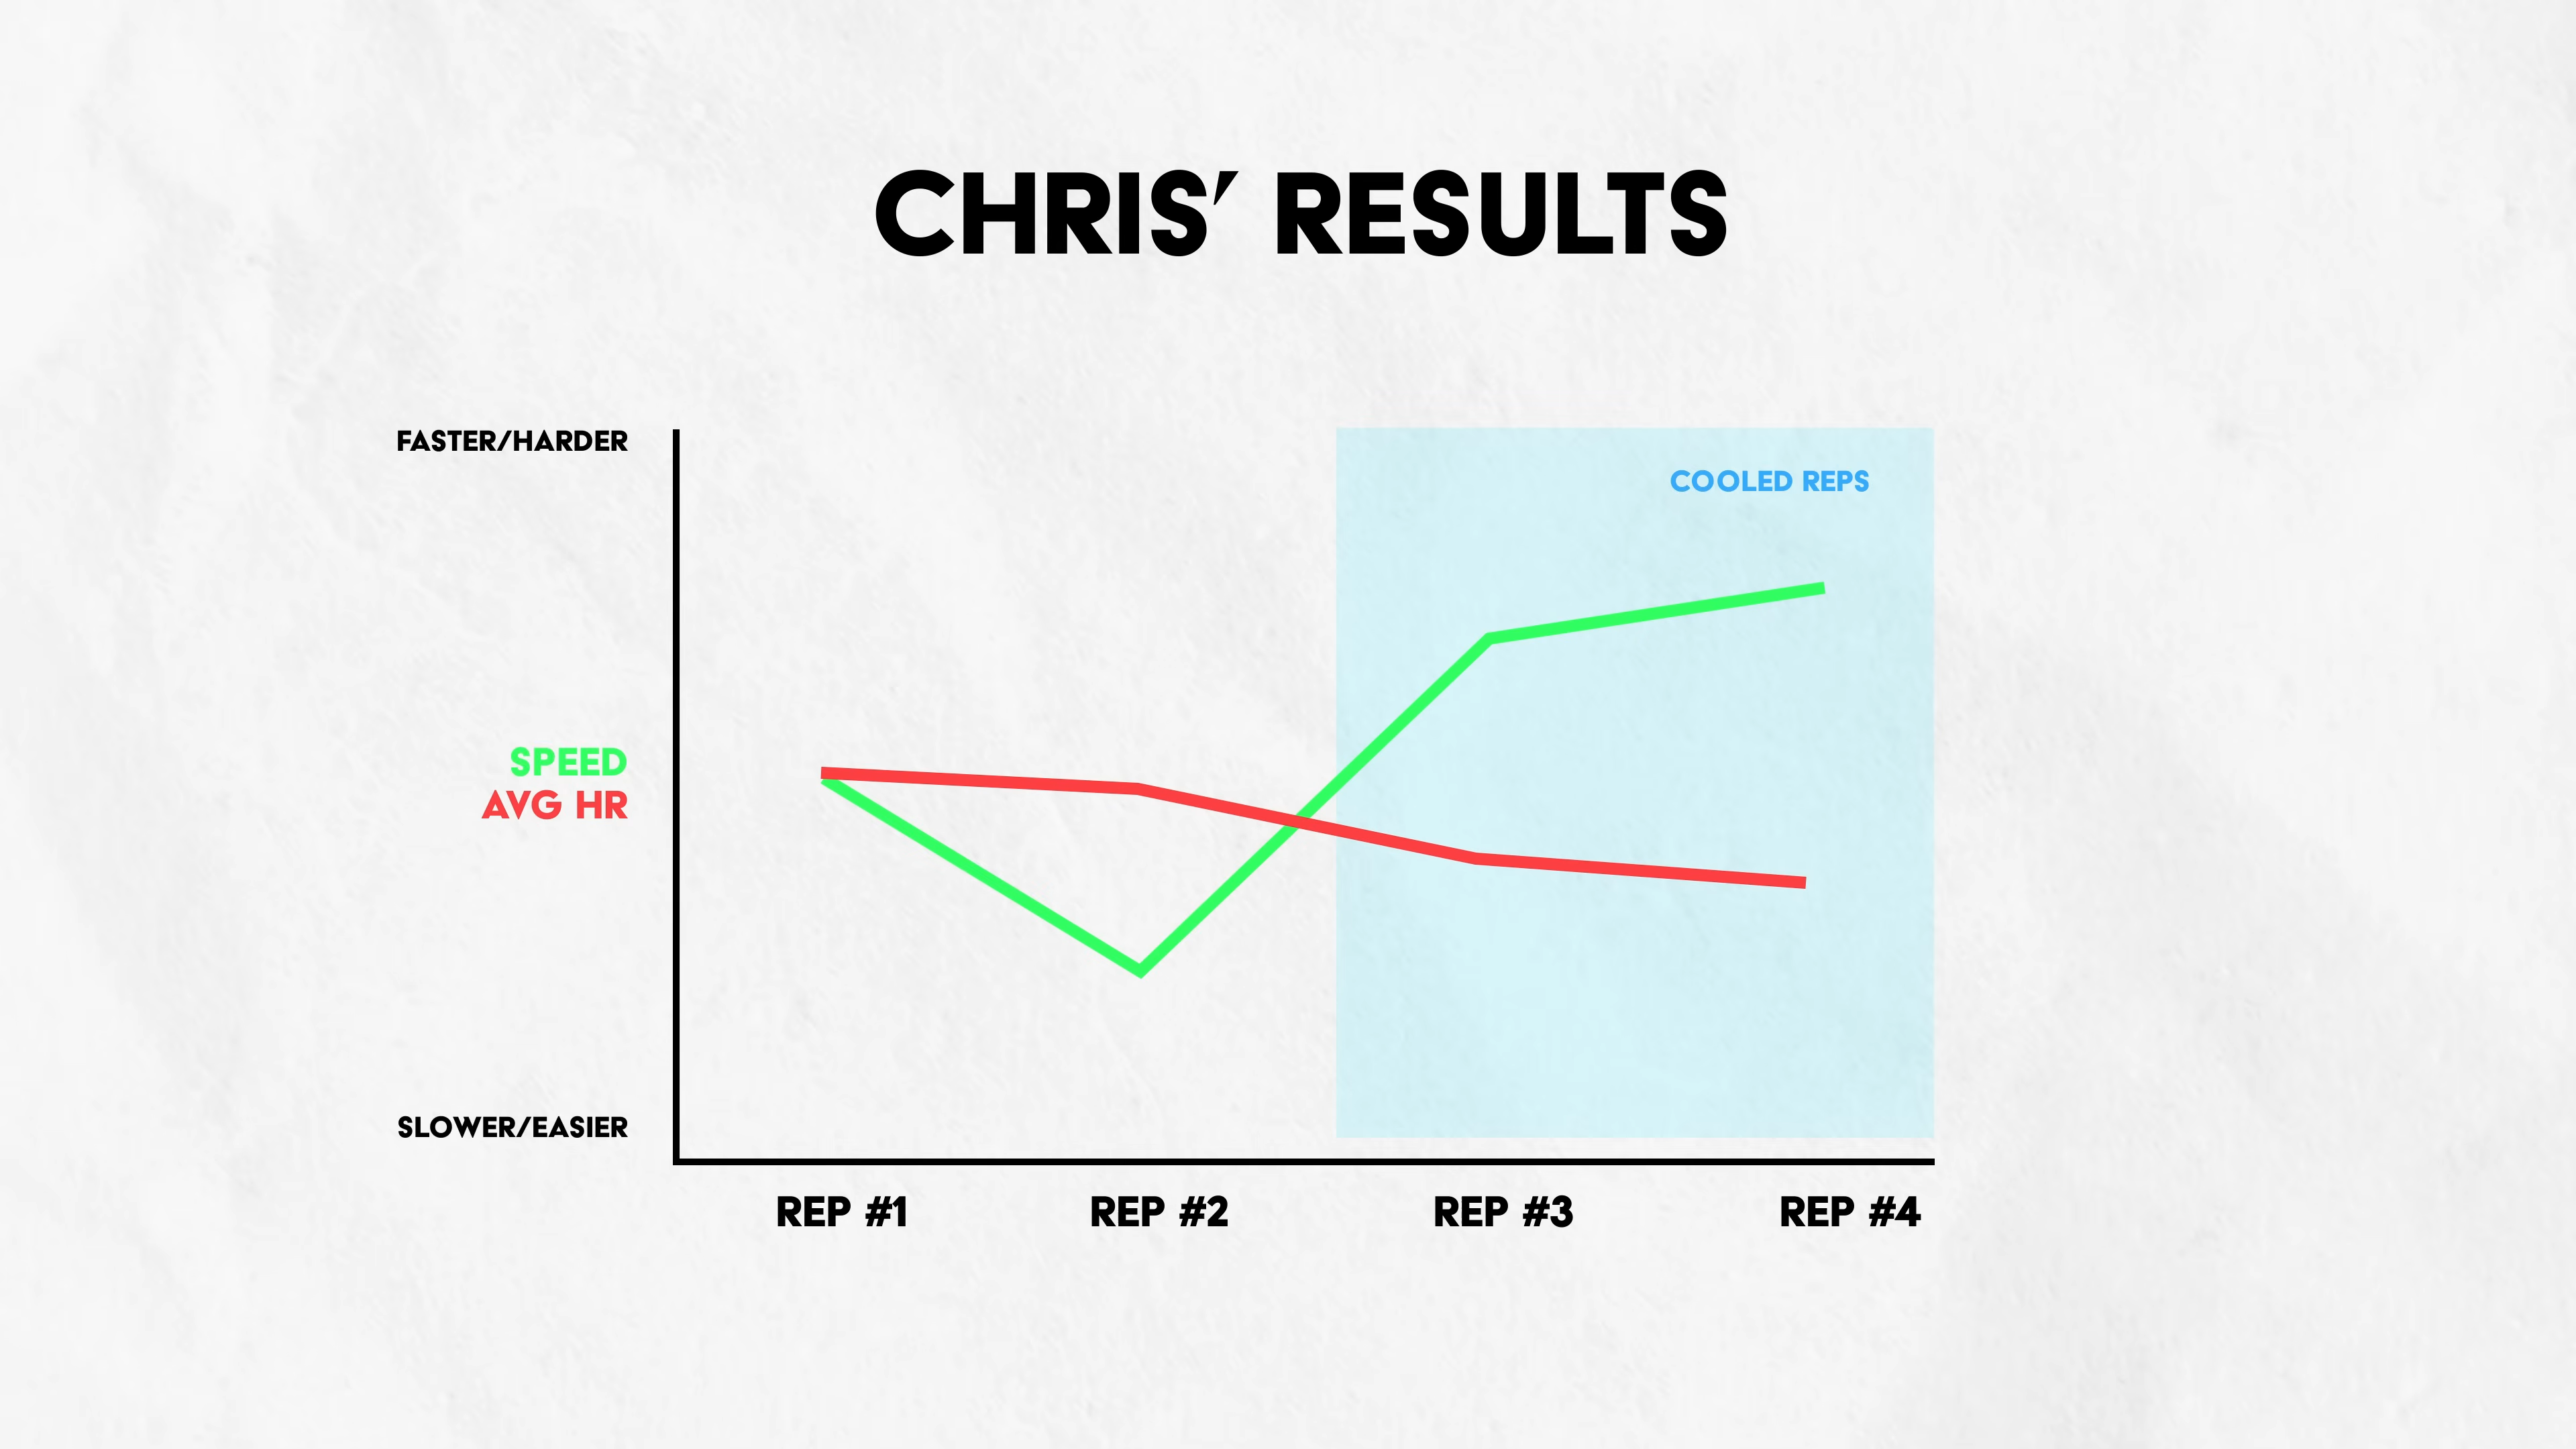 CHRIS' RESULTS
FASTER/HARDER
COOLED REPS
SPEED
AVG HR
SLOWER/EASIER
REP #1 REP #2 REP #3 REP #4